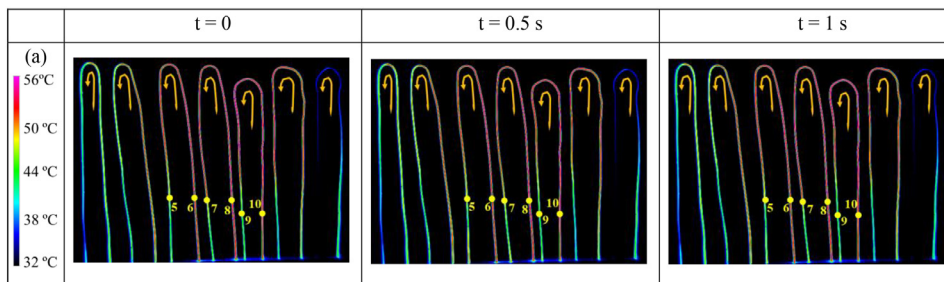 t = 0
t = 0.5 s
t = 1 s
(a)
56ºC
50 ºC
44 ºC
38 ºC
32 ºC
5 6 7 8 9 10
5 6 7 8 9 10
5 6 7 8 9 10